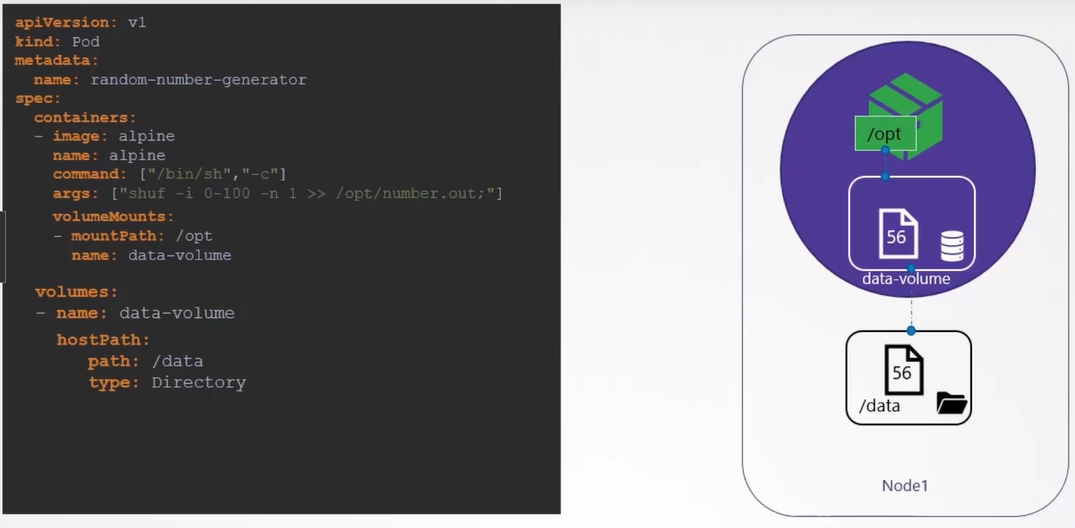 apiVersion: v1
kind: Pod
metadata:
  name: random-number-generator
spec:
  containers:
  - image: alpine
    name: alpine
    command: ["/bin/sh","-c"]
    args: ["shuf -i 0-100 -n 1 >> /opt/number.out;"]
    volumeMounts:
    - mountPath: /opt
      name: data-volume
  volumes:
  - name: data-volume
    hostPath:
       path: /data
       type: Directory
/opt
56
data-volume
56
/data
Node1